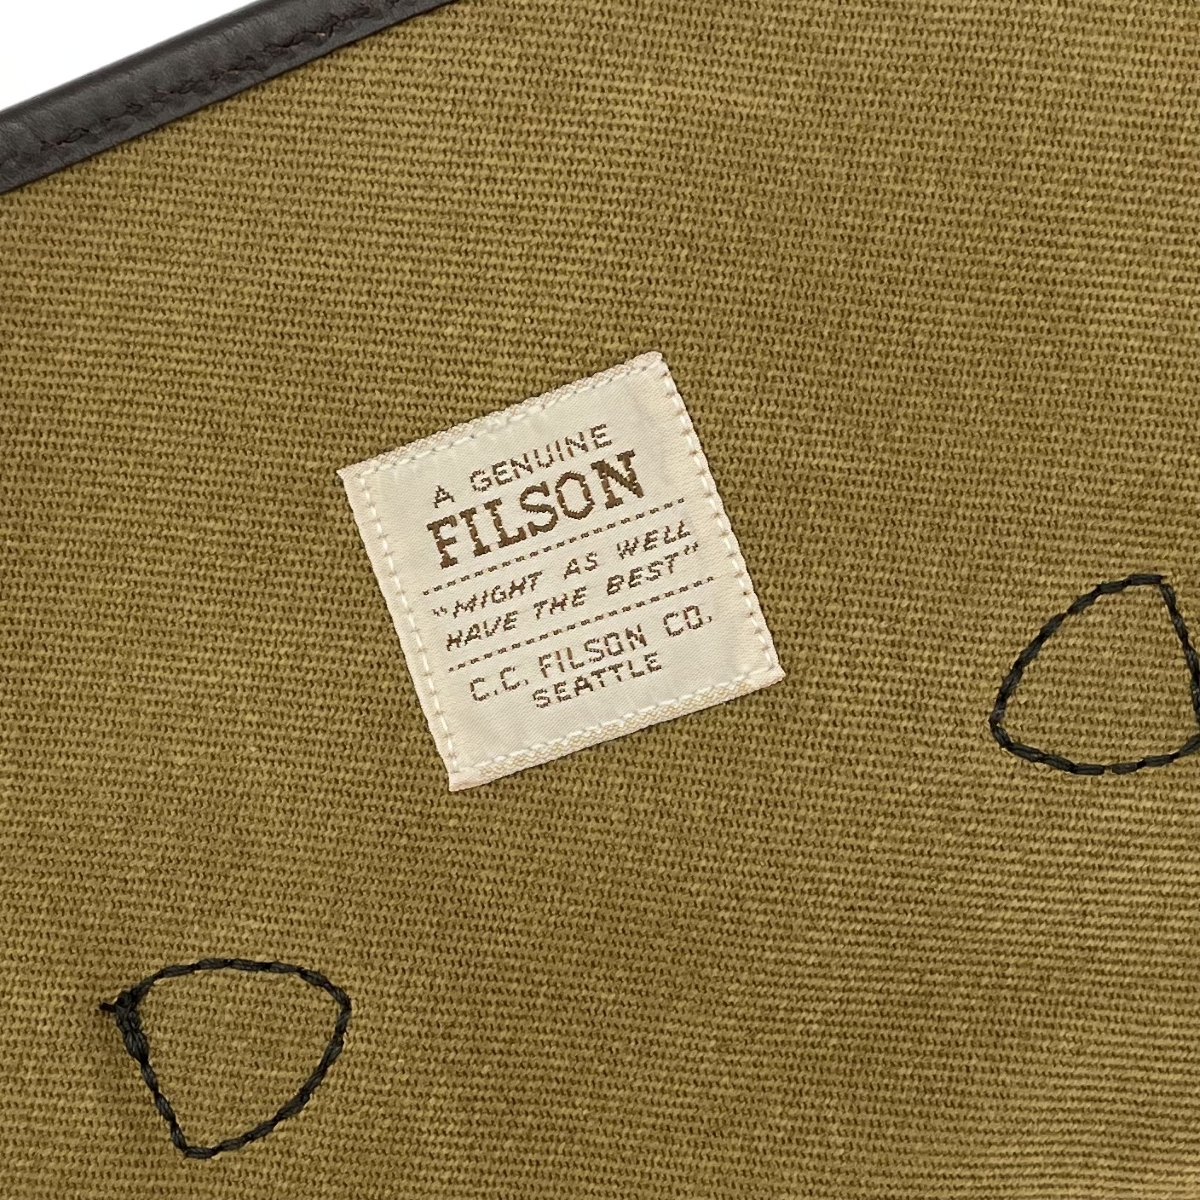 A GENUINE
FILSON
"MIGHT AS WELL
HAVE THE BEST"
C.C. FILSON CO.
SEATTLE